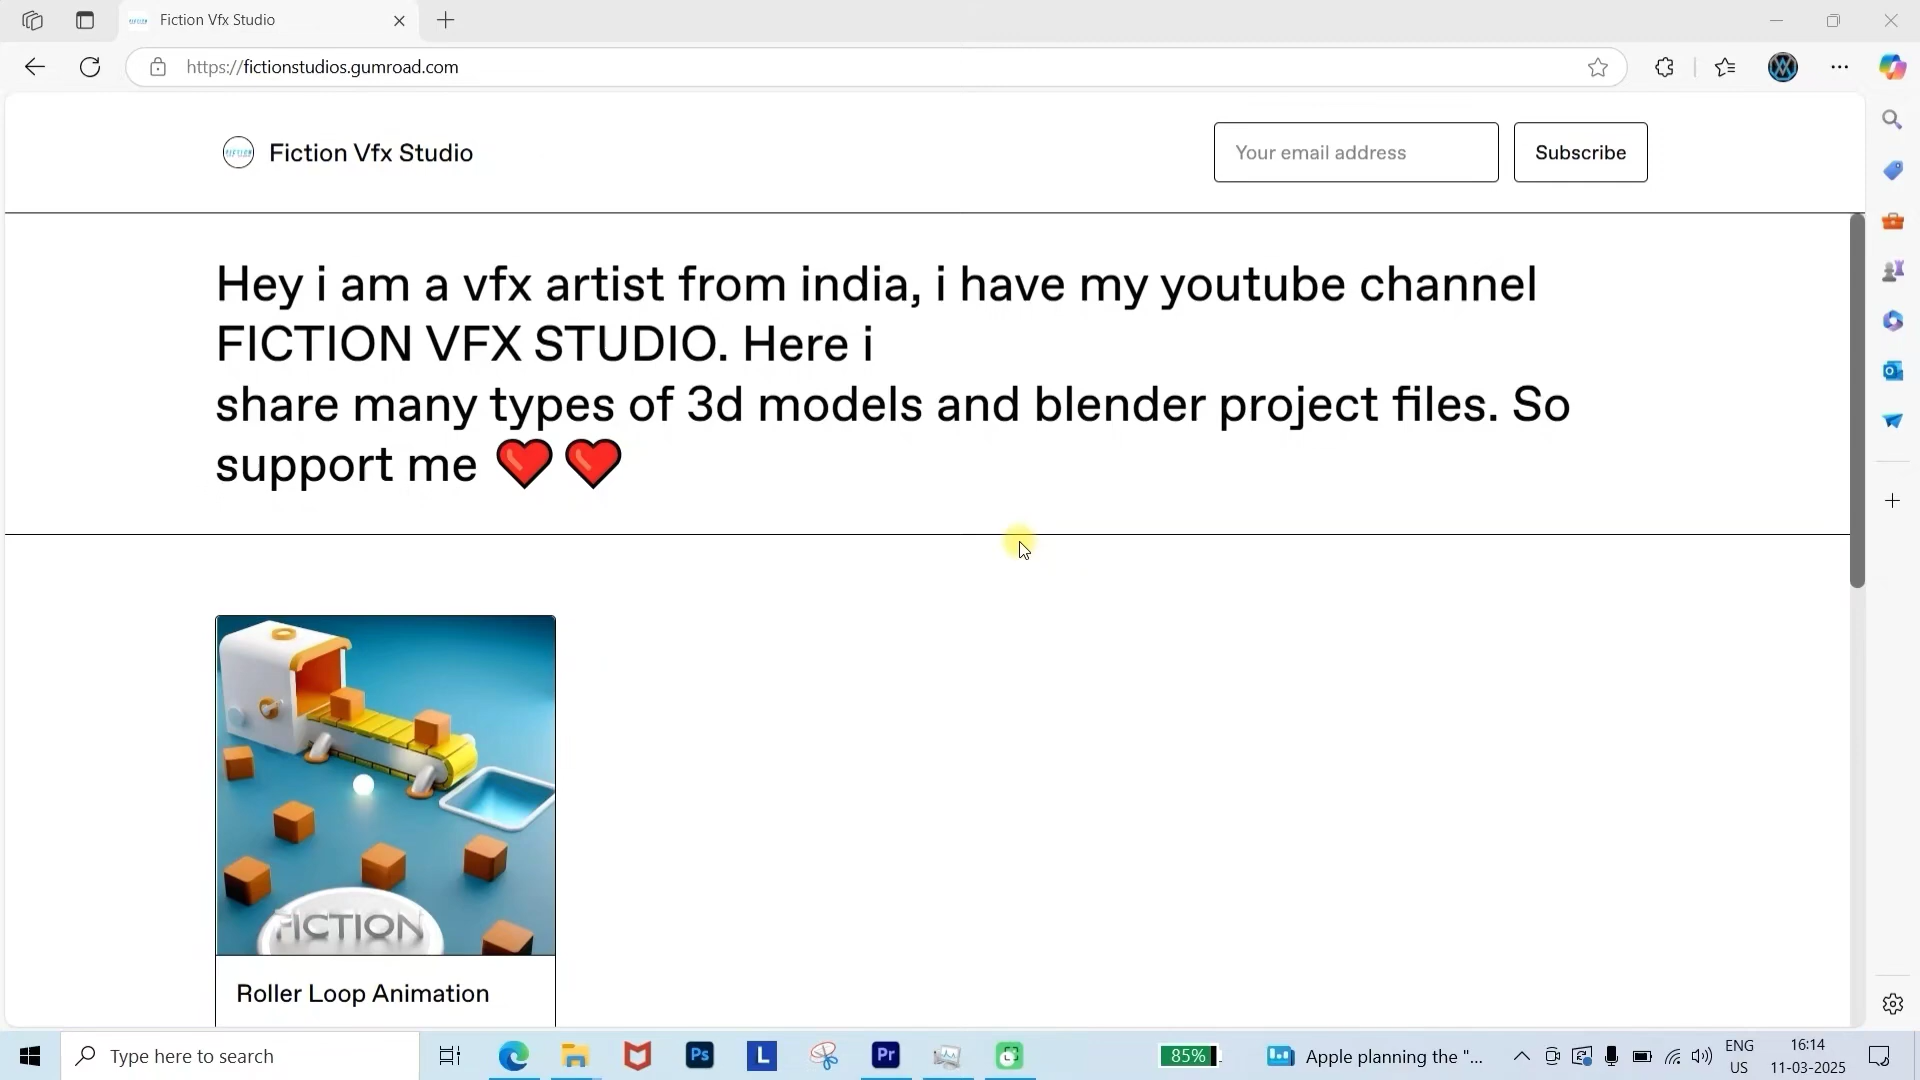 Fiction Vfx Studio
https://fictionstudios.gumroad.com
Fiction Vfx Studio
Your email address
Subscribe
Hey i am a vfx artist from india, i have my youtube channel
FICTION VFX STUDIO. Here i
share many types of 3d models and blender project files. So
support me ❤️❤️
FICTION
Roller Loop Animation
Type here to search
Ps
L
Pr
85%
Apple planning the "...
ENG
US
16:14
11-03-2025